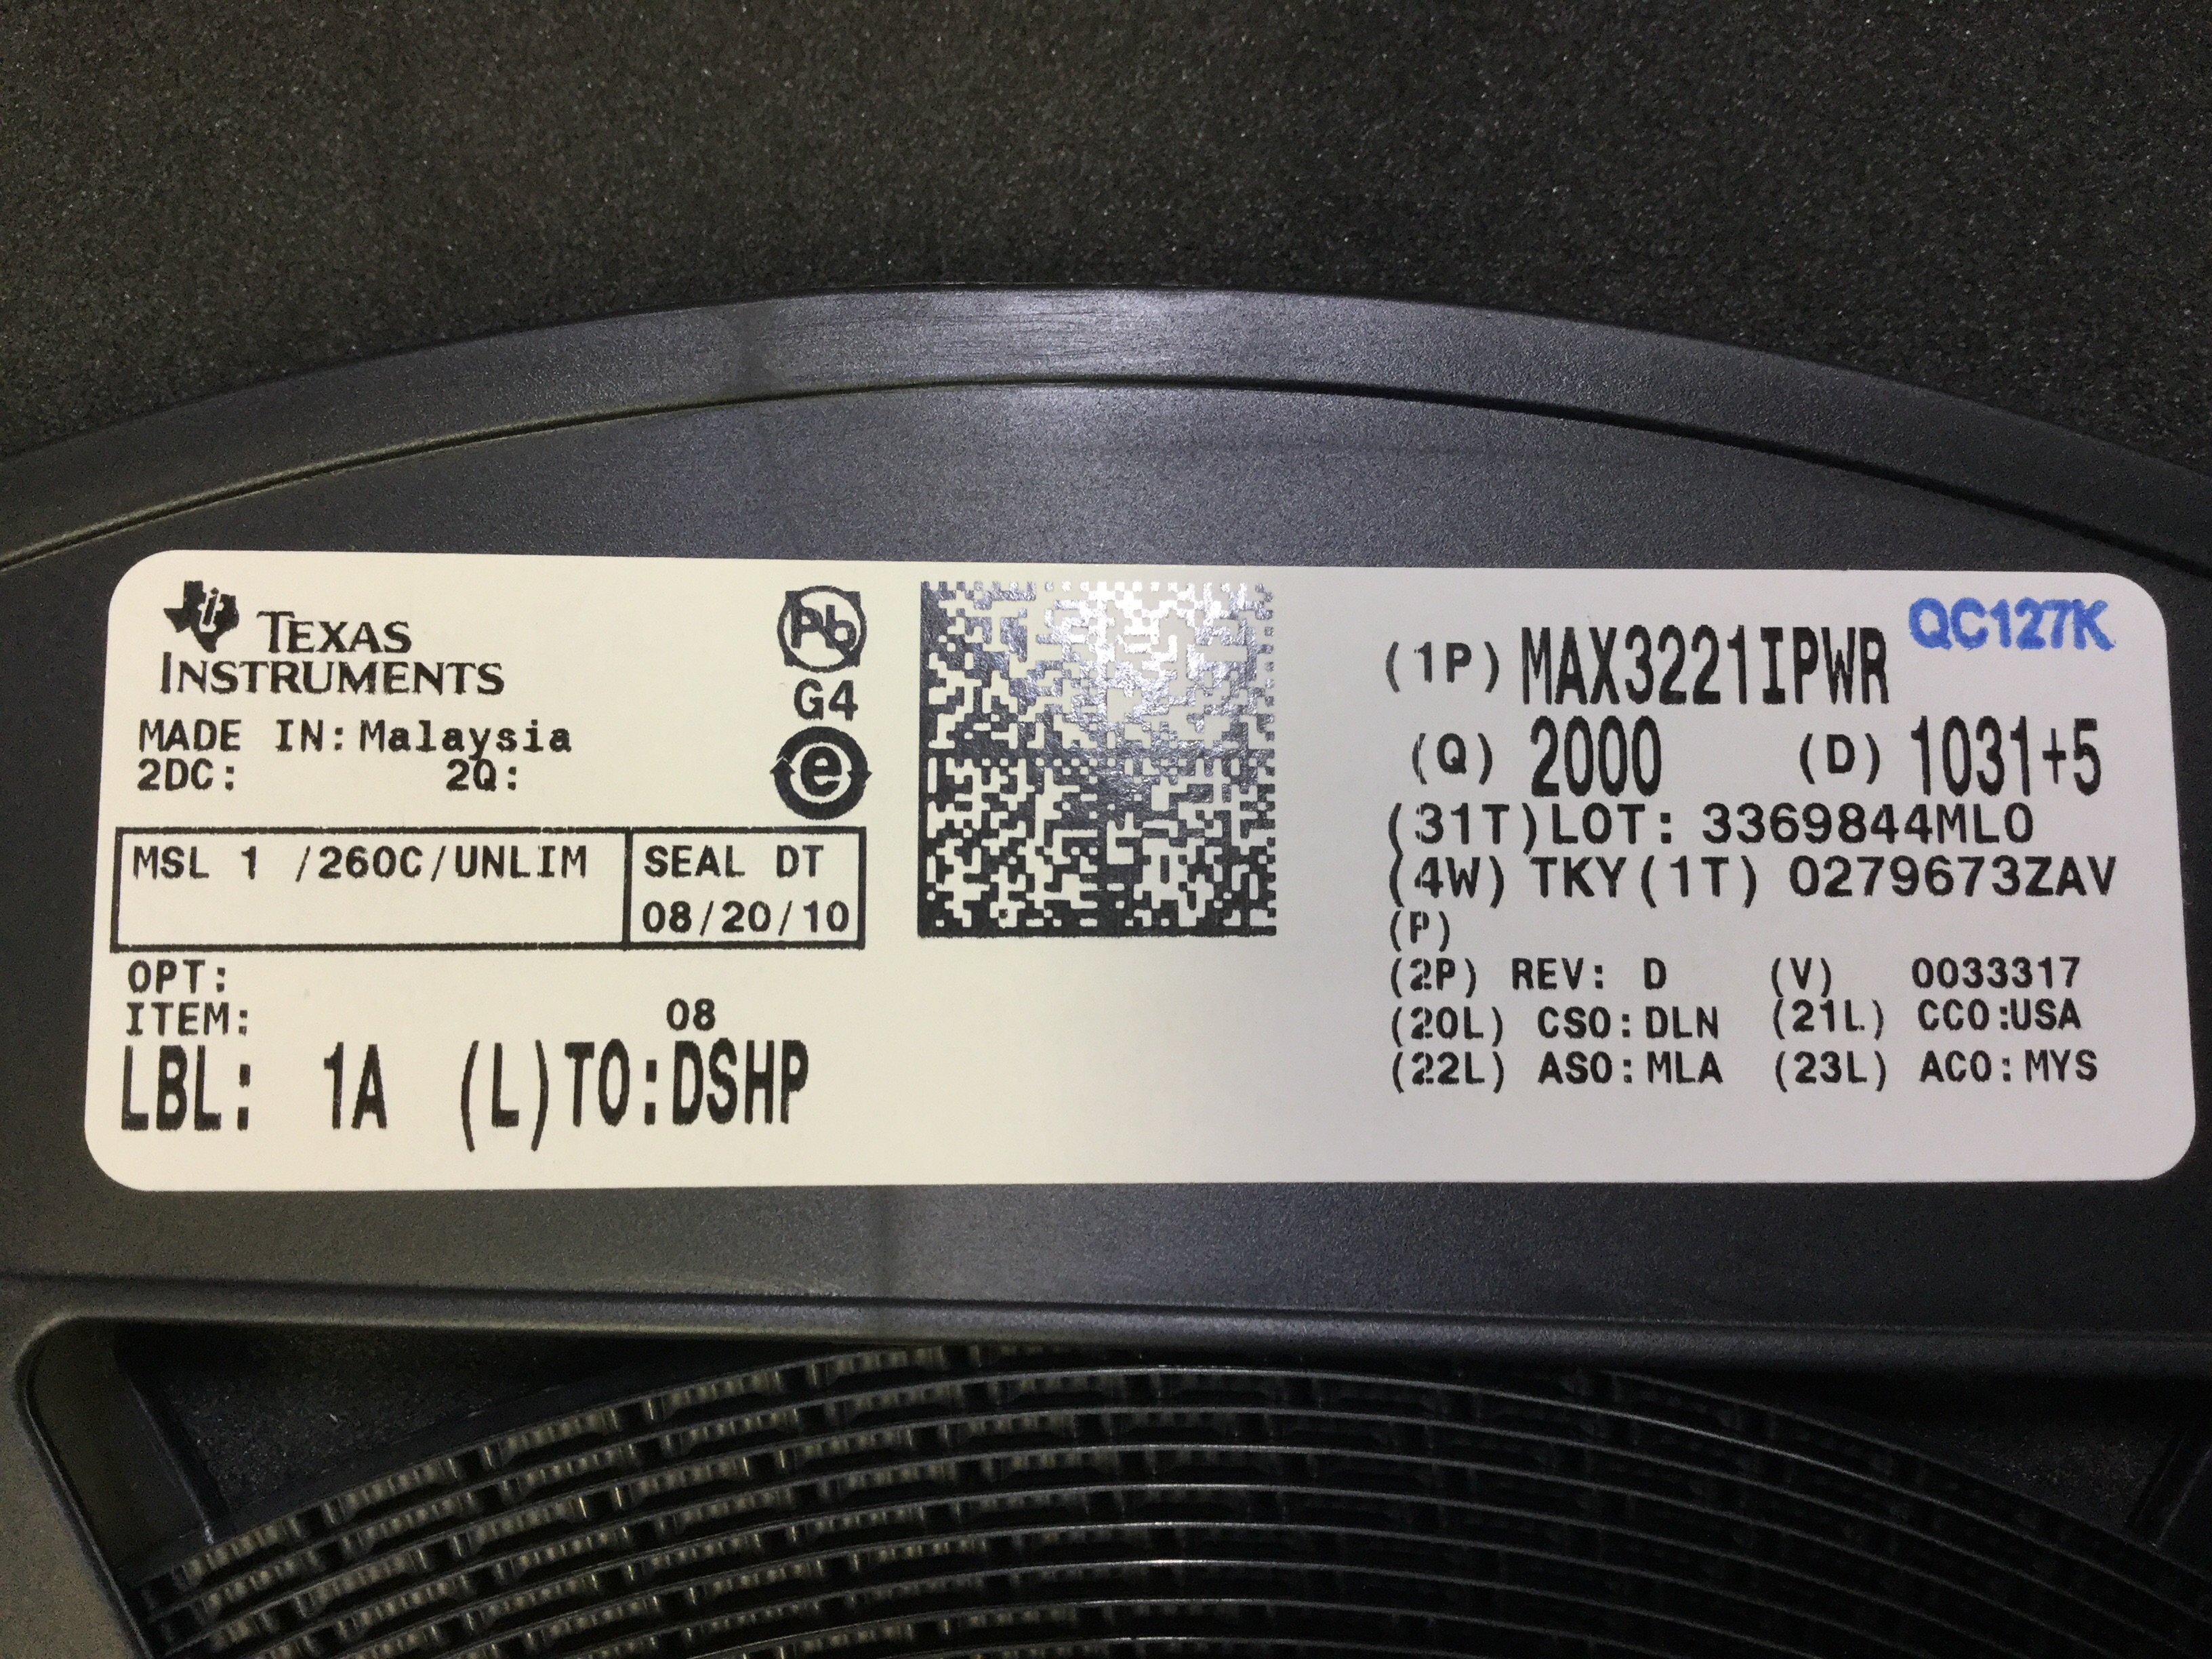 TEXAS
INSTRUMENTS
MADE IN: Malaysia
2DC: 2Q:
Pb
G4
e
MSL 1 /260C/UNLIM
SEAL DT
08/20/10
OPT:
ITEM: 08
LBL: 1A (L)TO:DSHP
QC127K
(1P) MAX3221IPWR
(Q) 2000 (D) 1031+5
(31T)LOT: 3369844ML0
(4W) TKY(1T) 0279673ZAV
(P)
(2P) REV: D (V) 0033317
(20L) CSO:DLN (21L) CCO:USA
(22L) ASO:MLA (23L) ACO:MYS